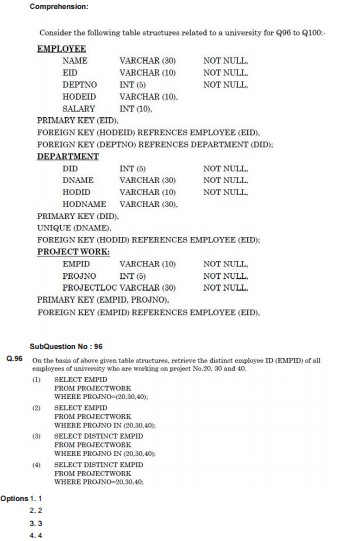 Comprehension:
Consider the following table structures related to a university for Q96 to Q100:-
EMPLOYEE
NAME VARCHAR (30) NOT NULL,
EID VARCHAR (10) NOT NULL,
DEPTNO INT (5) NOT NULL,
HODEID VARCHAR (10),
SALARY INT (10),
PRIMARY KEY (EID),
FOREIGN KEY (HODEID) REFRENCES EMPLOYEE (EID),
FOREIGN KEY (DEPTNO) REFRENCES DEPARTMENT (DID);
DEPARTMENT
DID INT (5) NOT NULL,
DNAME VARCHAR (30) NOT NULL,
HODID VARCHAR (10) NOT NULL,
HODNAME VARCHAR (30),
PRIMARY KEY (DID),
UNIQUE (DNAME),
FOREIGN KEY (HODID) REFERENCES EMPLOYEE (EID);
PROJECT WORK:
EMPID VARCHAR (10) NOT NULL,
PROJNO INT (5) NOT NULL,
PROJECTLOC VARCHAR (30) NOT NULL,
PRIMARY KEY (EMPID, PROJNO),
FOREIGN KEY (EMPID) REFERENCES EMPLOYEE (EID),
SubQuestion No : 96
Q.96 On the basis of above given table structures, retrieve the distinct employee ID (EMPID) of all
employees of university who are working on project No.20, 30 and 40.
(1) SELECT EMPID
FROM PROJECTWORK
WHERE PROJNO=(20,30,40);
(2) SELECT EMPID
FROM PROJECTWORK
WHERE PROJNO IN (20,30,40);
(3) SELECT DISTINCT EMPID
FROM PROJECTWORK
WHERE PROJNO IN (20,30,40);
(4) SELECT DISTINCT EMPID
FROM PROJECTWORK
WHERE PROJNO=20,30,40;
Options 1. 1
2. 2
3. 3
4. 4